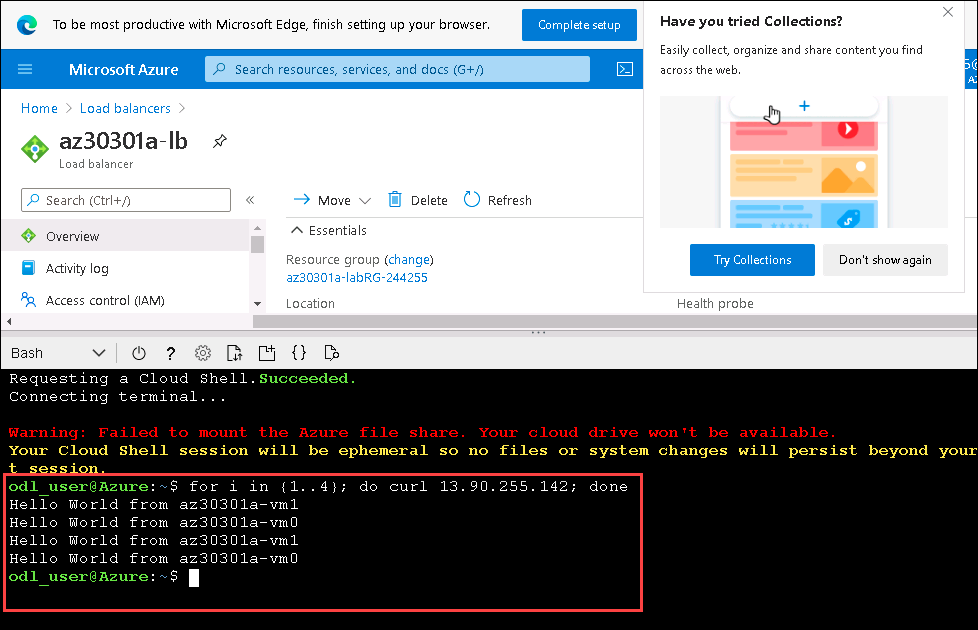 To be most productive with Microsoft Edge, finish setting up your browser.
Complete setup
Have you tried Collections?
Easily collect, organize and share content you find
across the web.
Try Collections
Don't show again
Microsoft Azure
Search resources, services, and docs (G+/)
Home
Load balancers
az30301a-lb
Load balancer
Search (Ctrl+/)
«
Move
Delete
Refresh
Overview
Activity log
Access control (IAM)
Essentials
Resource group (change)
az30301a-labRG-244255
Location
Health probe
Bash
Requesting a Cloud Shell.Succeeded.
Connecting terminal...
Warning: Failed to mount the Azure file share. Your cloud drive won't be available.
Your Cloud Shell session will be ephemeral so no files or system changes will persist beyond your
t session.
odl_user@Azure:~$ for i in {1..4}; do curl 13.90.255.142; done
Hello World from az30301a-vm1
Hello World from az30301a-vm0
Hello World from az30301a-vm1
Hello World from az30301a-vm0
odl_user@Azure:~$